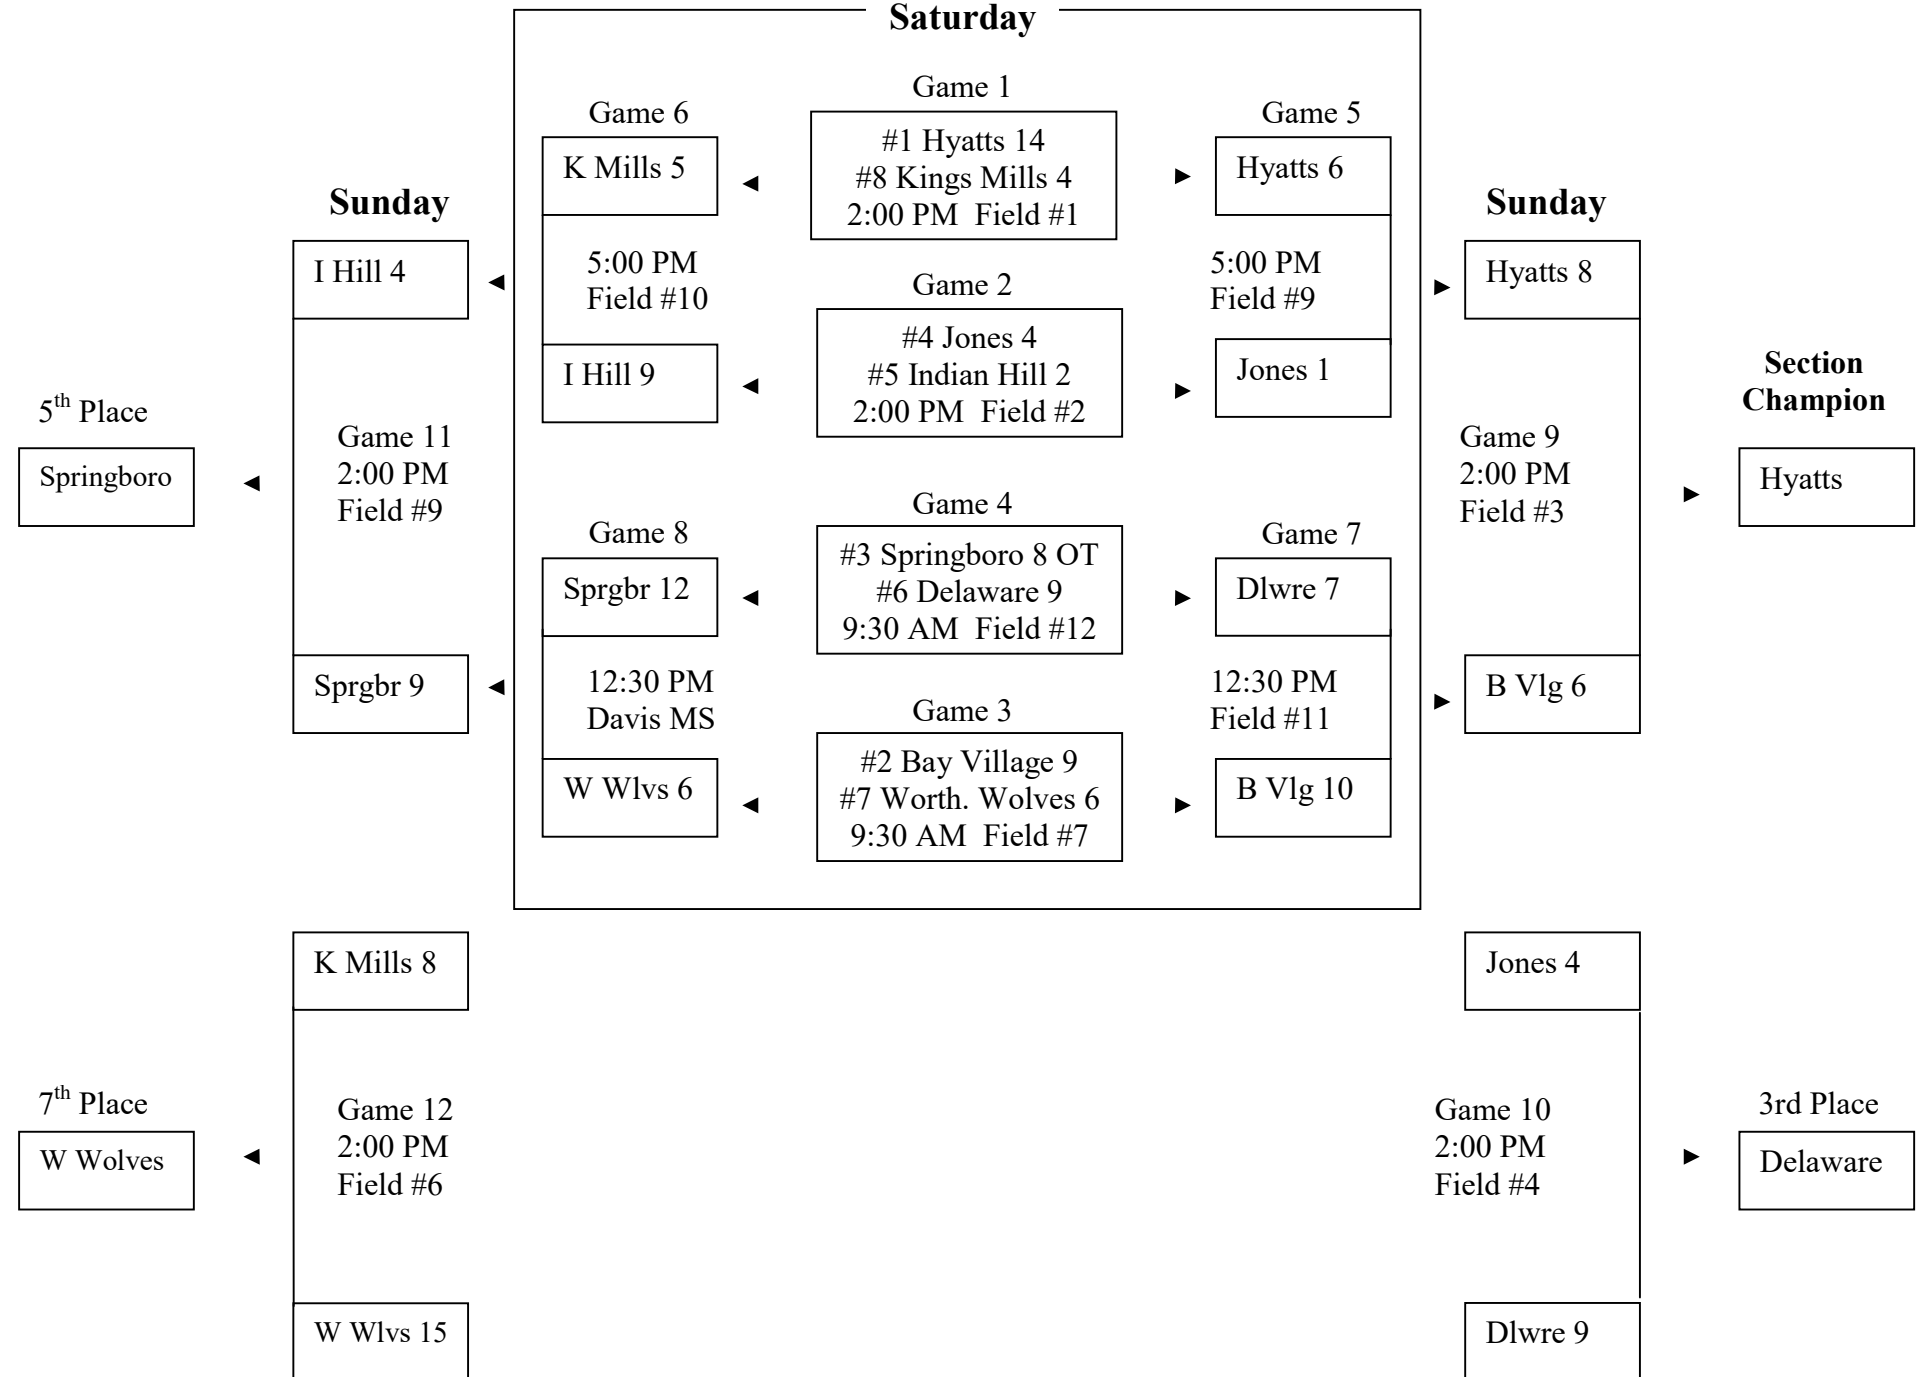 Saturday
Game 1
#1 Hyatts 14
#8 Kings Mills 4
2:00 PM  Field #1
Game 6
K Mills 5
5:00 PM
Field #10
I Hill 9
Game 5
Hyatts 6
5:00 PM
Field #9
Jones 1
Game 2
#4 Jones 4
#5 Indian Hill 2
2:00 PM  Field #2
Game 4
#3 Springboro 8 OT
#6 Delaware 9
9:30 AM  Field #12
Game 8
Sprgbr 12
12:30 PM
Davis MS
W Wlvs 6
Game 7
Dlwre 7
12:30 PM
Field #11
B Vlg 10
Game 3
#2 Bay Village 9
#7 Worth. Wolves 6
9:30 AM  Field #7
Sunday
I Hill 4
Game 11
2:00 PM
Field #9
Sprgbr 9
5th Place
Springboro
Sunday
Hyatts 8
Game 9
2:00 PM
Field #3
B Vlg 6
Section
Champion
Hyatts
K Mills 8
Game 12
2:00 PM
Field #6
W Wlvs 15
7th Place
W Wolves
Jones 4
Game 10
2:00 PM
Field #4
Dlwre 9
3rd Place
Delaware